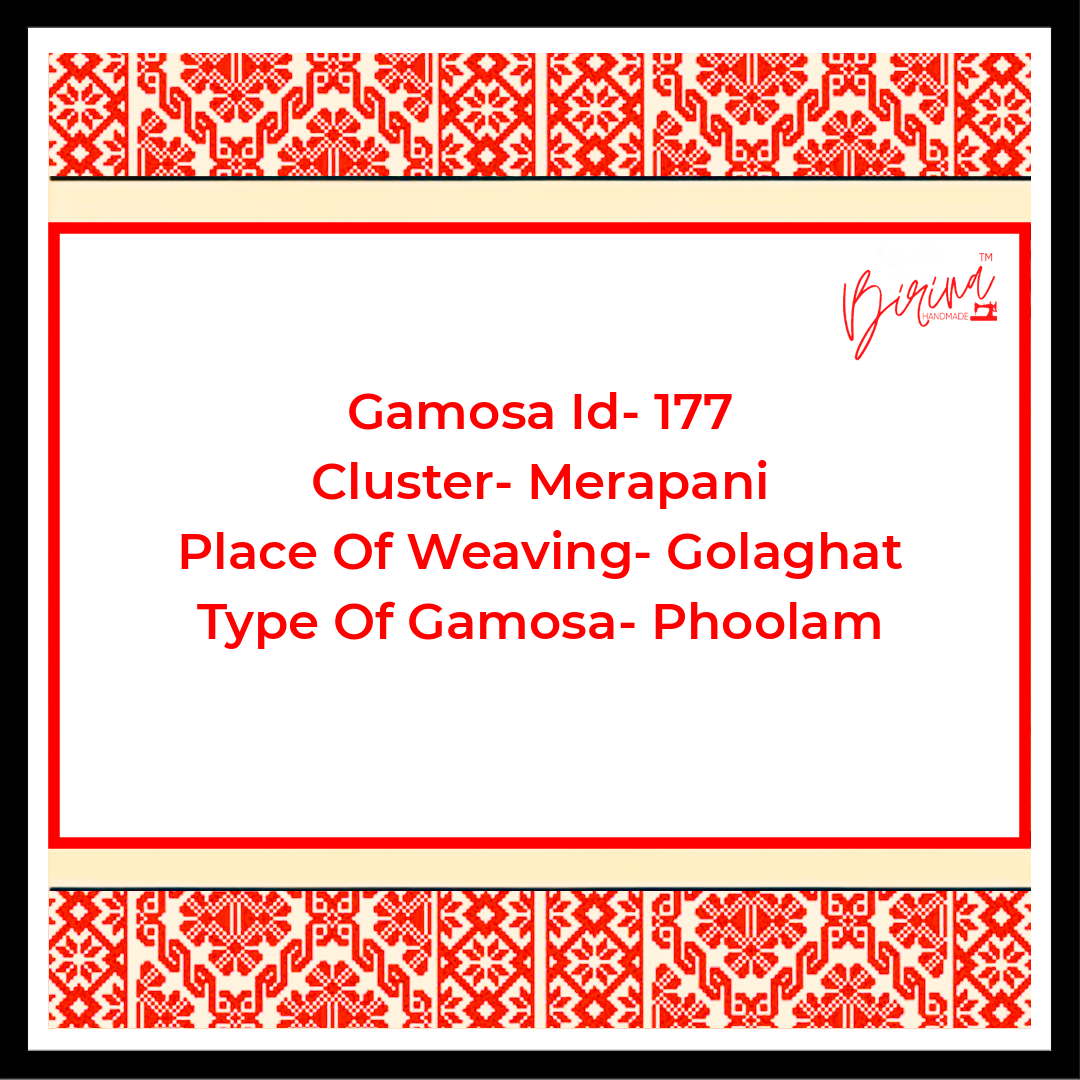 Birina
TM
HANDMADE
Gamosa Id- 177
Cluster- Merapani
Place Of Weaving- Golaghat
Type Of Gamosa- Phoolam